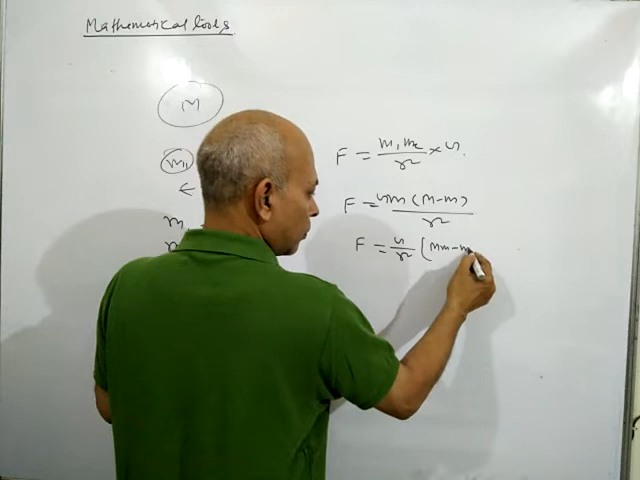 Mathematical tools
M
m₁
←
m
F = m₁m₂/r² × G.
F = Gm(M-m)/r²
F = G/r² [Mm-m